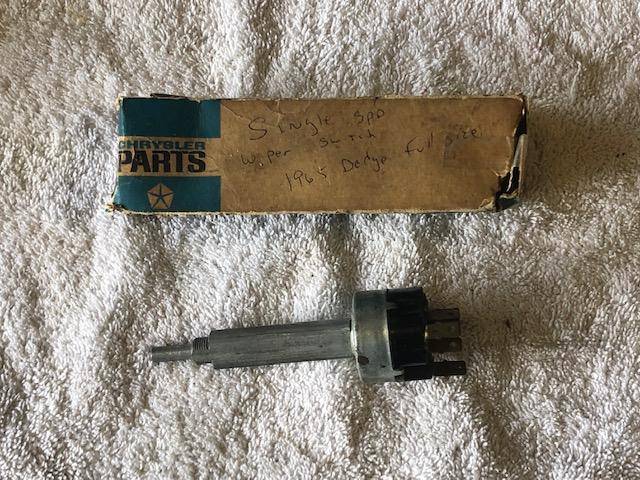 CHRYSLER
PARTS
Single SPD
Wiper Switch
1965 Dodge full size